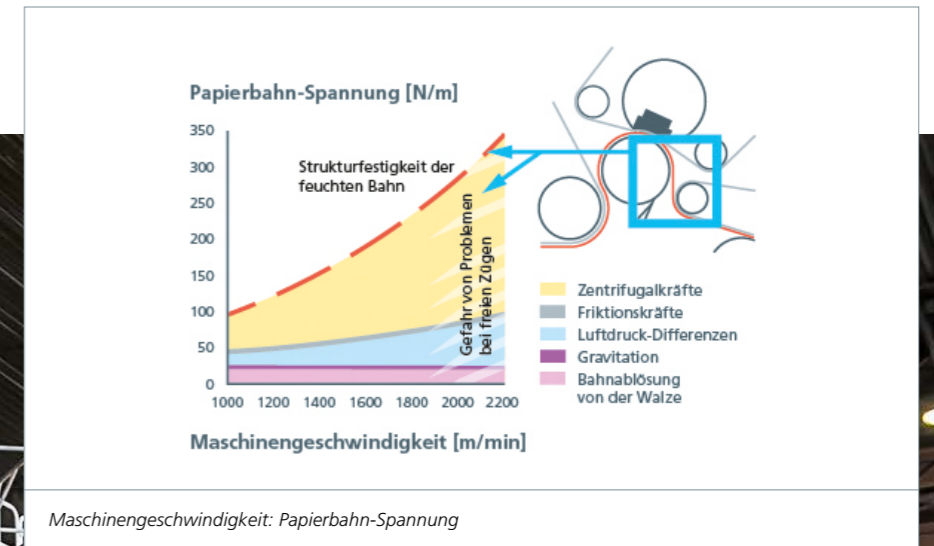 Papierbahn-Spannung [N/m]
350
300
250
200
150
100
50
0
Strukturfestigkeit der
feuchten Bahn
Gefahr von Problemen
bei freien Zügen
1000 1200 1400 1600 1800 2000 2200
Maschinengeschwindigkeit [m/min]
Zentrifugalkräfte
Friktionskräfte
Luftdruck-Differenzen
Gravitation
Bahnablösung
von der Walze
Maschinengeschwindigkeit: Papierbahn-Spannung